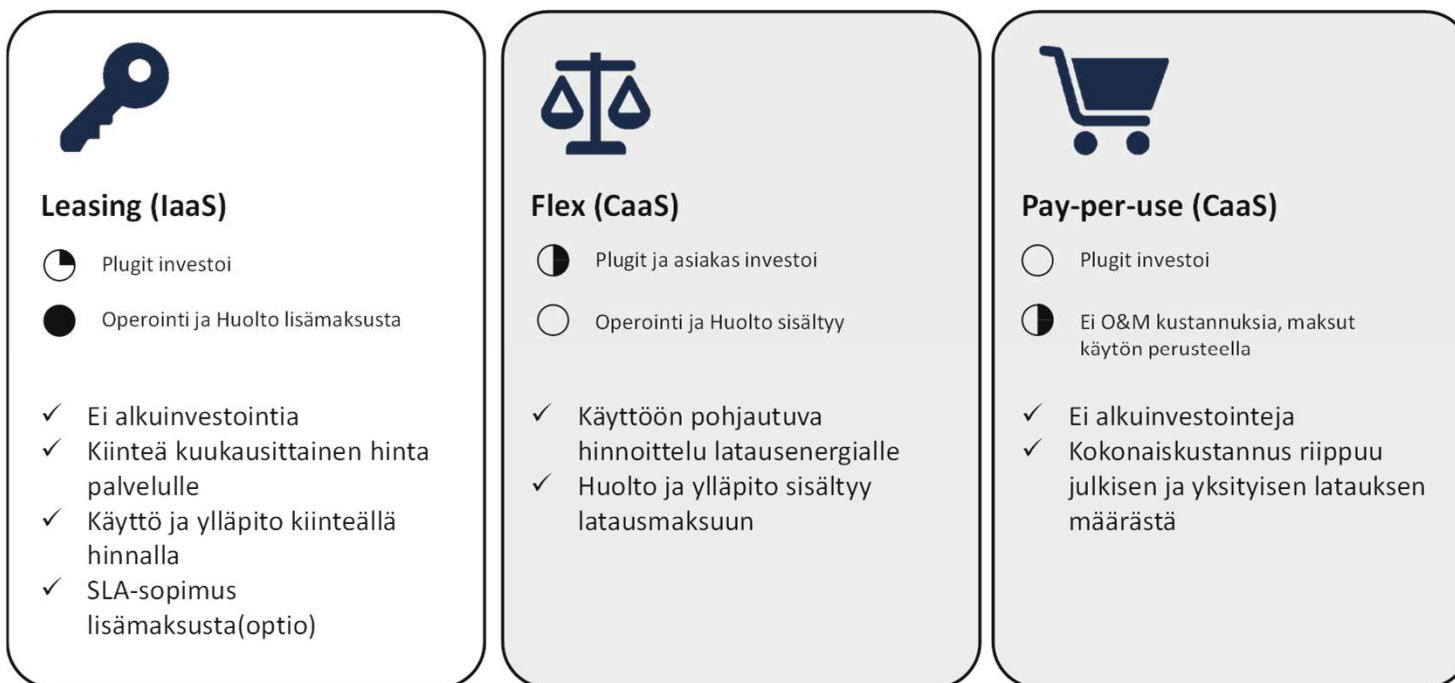 Leasing (IaaS)
Plugit investoi
Operointi ja Huolto lisämaksusta
✓ Ei alkuinvestointia
✓ Kiinteä kuukausittainen hinta
palvelulle
✓ Käyttö ja ylläpito kiinteällä
hinnalla
✓ SLA-sopimus
lisämaksusta(optio)
Flex (CaaS)
Plugit ja asiakas investoi
Operointi ja Huolto sisältyy
✓ Käyttöön pohjautuva
hinnoittelu latausenergialle
✓ Huolto ja ylläpito sisältyy
latausmaksuun
Pay-per-use (CaaS)
Plugit investoi
Ei O&M kustannuksia, maksut
käytön perusteella
✓ Ei alkuinvestointeja
✓ Kokonaiskustannus riippuu
julkisen ja yksityisen latauksen
määrästä